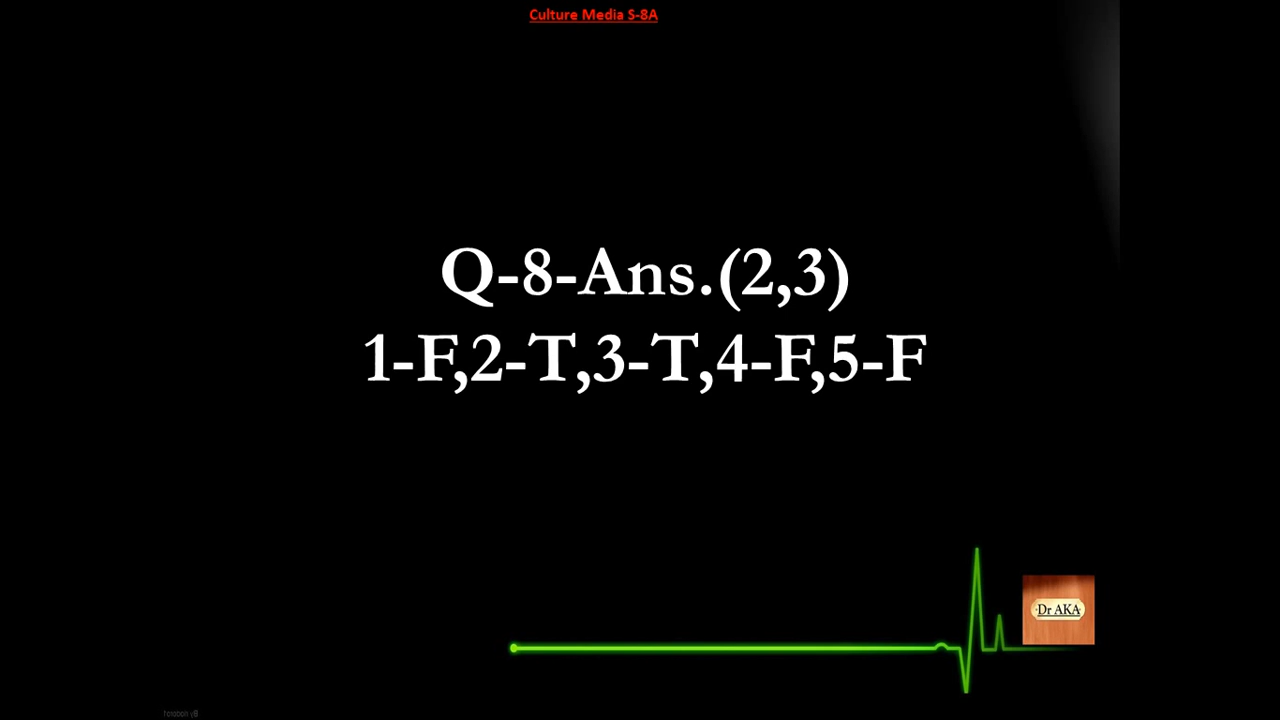 Culture Media S-8A
Q-8-Ans.(2,3)
1-F,2-T,3-T,4-F,5-F
Dr AKA